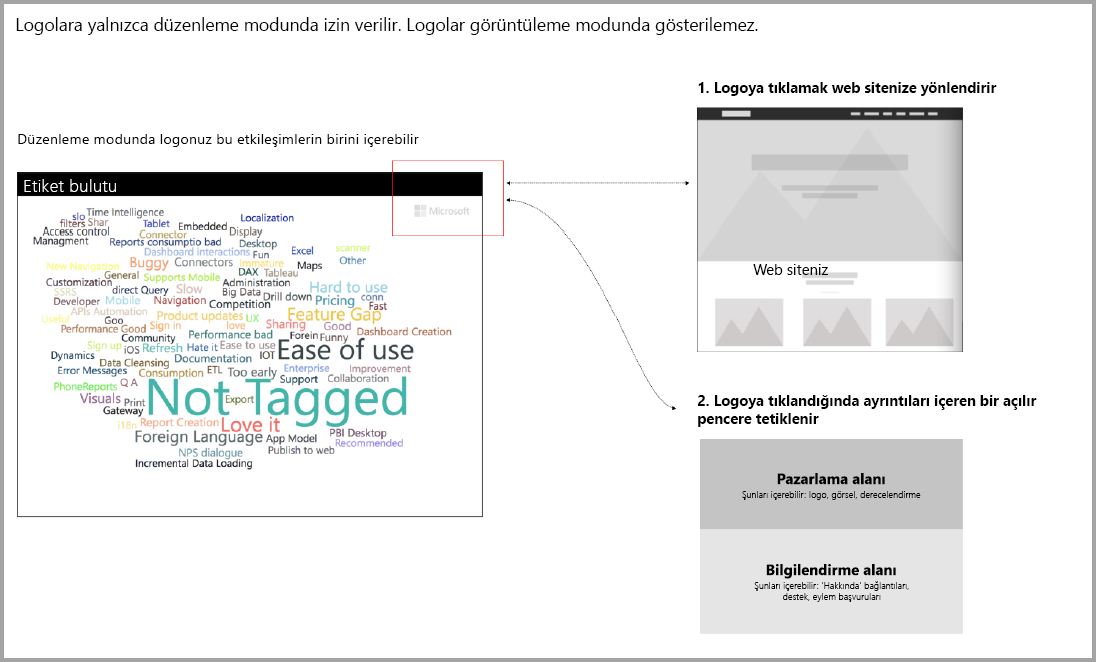 Logolara yalnızca düzenleme modunda izin verilir. Logolar görüntüleme modunda gösterilemez.
1. Logoya tıklamak web sitenize yönlendirir
Düzenleme modunda logonuz bu etkileşimlerin birini içerebilir
Etiket bulutu
Microsoft
slo Time Intelligence
filters Shar Tablet Embedded Localization
Access control Connector Display
Managment Reports consumptio bad Desktop scanner
Dashboard interactions Fun Excel
New Navigation Buggy Connectors Immature Maps Other
General Supports Mobile DAX Tableau
Customization Administration
SSRS direct Query Slow Big Data Drill down Hard to use
Developer Mobile Navigation Competition Pricing conn
APIs Automation Fast
Useful Goo Product updates UX Feature Gap
Performance Good Sign in love Sharing Good Dashboard Creation
Community Performance bad Forein Funny
Sign up iOS Refresh Hate it Ease to use Ease of use
Dynamics Data Cleansing Documentation IOT
Error Messages Consumption ETL Too early Enterprise Improvement
PhoneReports Q A Support Collaboration
Visuals Print Not Tagged Export
Gateway
i18n Report Creation Love it
Foreign Language App Model PBI Desktop
NPS dialogue Publish to web Recommended
Incremental Data Loading
Web siteniz
2. Logoya tıklandığında ayrıntıları içeren bir açılır
pencere tetiklenir
Pazarlama alanı
Şunları içerebilir: logo, görsel, derecelendirme
Bilgilendirme alanı
Şunları içerebilir: 'Hakkında' bağlantıları,
destek, eylem başvuruları